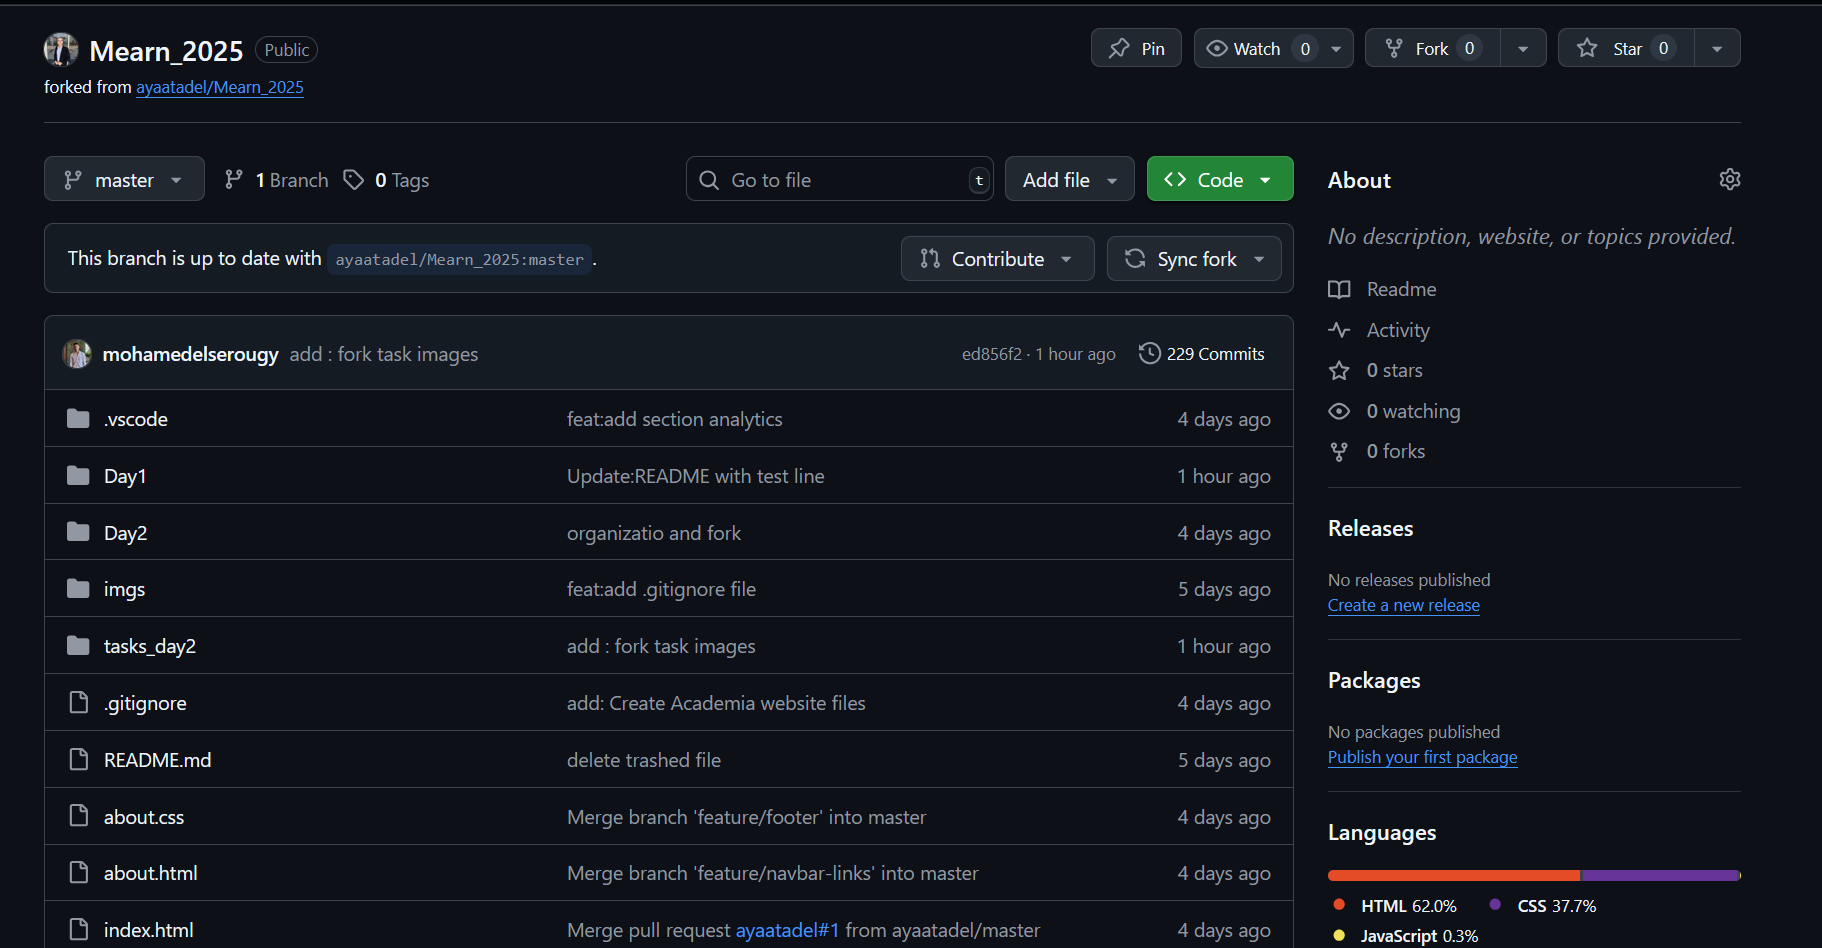 Mearn_2025 Public
Pin
Watch 0
Fork 0
Star 0
forked from ayaatadel/Mearn_2025
master
1 Branch
0 Tags
Go to file
t
Add file
Code
This branch is up to date with ayaatadel/Mearn_2025:master .
Contribute
Sync fork
mohamedelserougy add : fork task images ed856f2 · 1 hour ago 229 Commits
.vscode feat:add section analytics 4 days ago
Day1 Update:README with test line 1 hour ago
Day2 organizatio and fork 4 days ago
imgs feat:add .gitignore file 5 days ago
tasks_day2 add : fork task images 1 hour ago
.gitignore add: Create Academia website files 4 days ago
README.md delete trashed file 5 days ago
about.css Merge branch 'feature/footer' into master 4 days ago
about.html Merge branch 'feature/navbar-links' into master 4 days ago
index.html Merge pull request ayaatadel#1 from ayaatadel/master 4 days ago
About
No description, website, or topics provided.
Readme
Activity
0 stars
0 watching
0 forks
Releases
No releases published
Create a new release
Packages
No packages published
Publish your first package
Languages
HTML 62.0% CSS 37.7%
JavaScript 0.3%